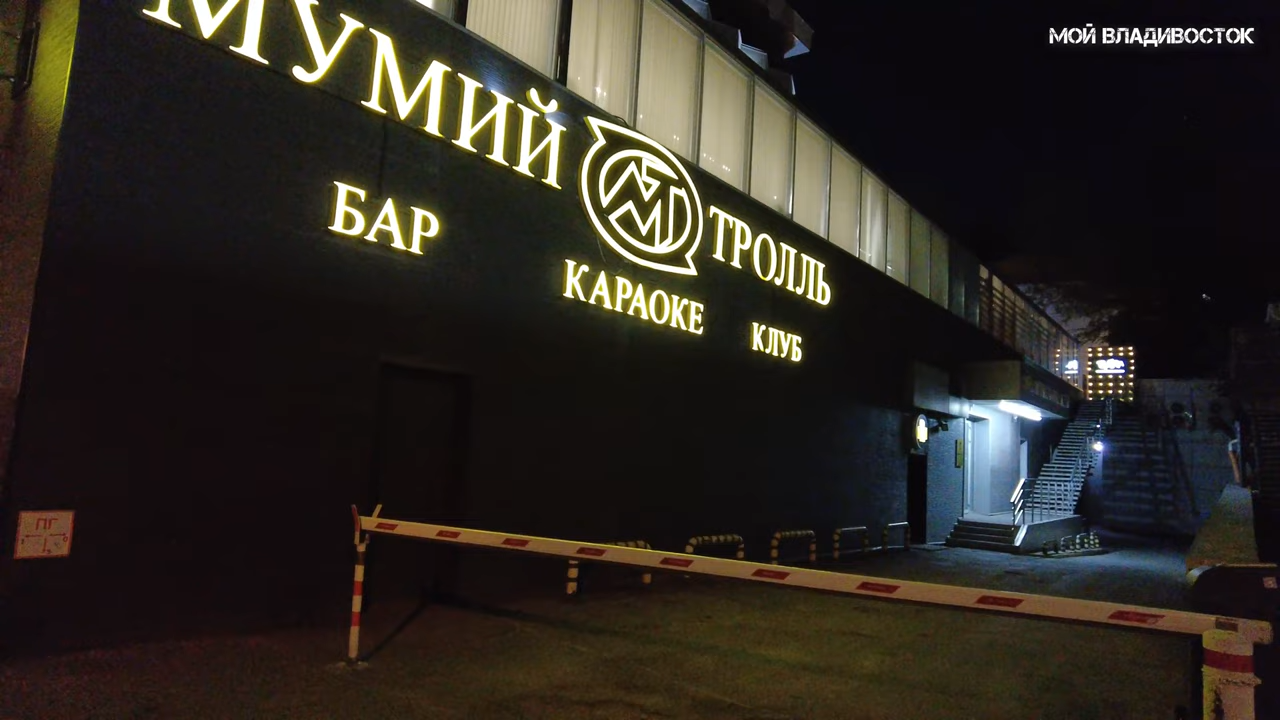 МОЙ ВЛАДИВОСТОК
МУМИЙ ТРОЛЛЬ
БАР
КАРАОКЕ
КЛУБ
ПГ